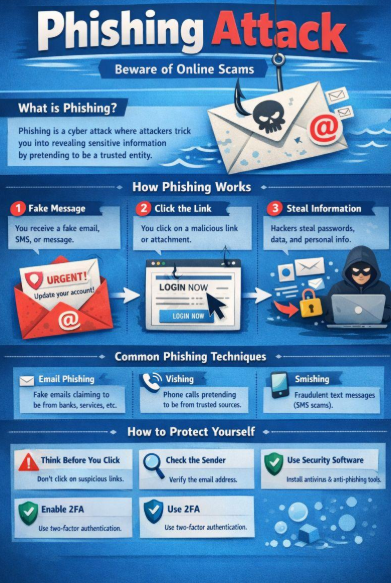 Phishing Attack
Beware of Online Scams
@
What is Phishing?
Phishing is a cyber attack where attackers trick
you into revealing sensitive information
by pretending to be a trusted entity.
How Phishing Works
1 Fake Message
You receive a fake email,
SMS, or message.
URGENT!
Update your account!
@
2 Click the Link
You click on a malicious link
or attachment.
LOGIN NOW
LOGIN NOW
3 Steal Information
Hackers steal passwords,
data, and personal info.
Common Phishing Techniques
Email Phishing
Fake emails claiming to
be from banks, services, etc.
Vishing
Phone calls pretending
to be from trusted sources.
Smishing
Fraudulent text messages
(SMS scams).
How to Protect Yourself
Think Before You Click
Don't click on suspicious links.
Check the Sender
Verify the email address.
Use Security Software
Install antivirus & anti-phishing tools.
Enable 2FA
Use two-factor authentication.
Use 2FA
Use two-factor authentication.